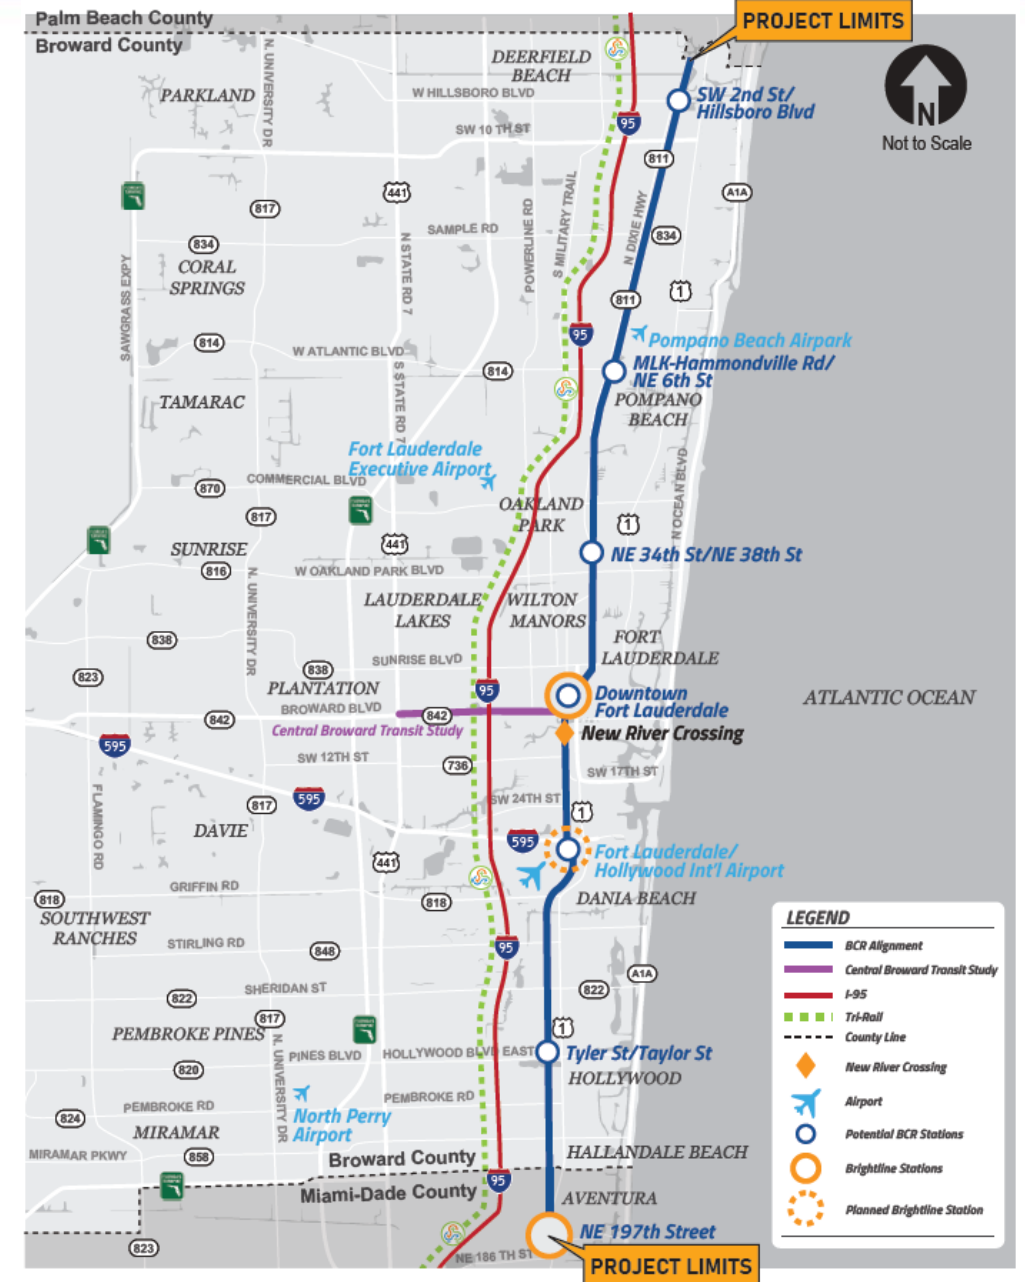 Palm Beach County
Broward County
PROJECT LIMITS
N
Not to Scale
DEERFIELD
BEACH
W HILLSBORO BLVD
PARKLAND
N. UNIVERSITY DR
SW 2nd St/
Hillsboro Blvd
95
SW 10 TH ST
811
441
817
A1A
SAMPLE RD
POWERLINE RD
S MILITARY TRAIL
N DIXIE HWY
834
834
N STATE RD 7
CORAL
SPRINGS
SAWGRASS EXPY
1
811
95
Pompano Beach Airpark
814
W ATLANTIC BLVD
814
S STATE RD 7
MLK-Hammondville Rd/
NE 6th St
POMPANO
BEACH
TAMARAC
Fort Lauderdale
Executive Airport
COMMERCIAL BLVD
870
N OCEAN BLVD
OAKLAND
PARK
817
1
441
SUNRISE
NE 34th St/NE 38th St
816
W OAKLAND PARK BLVD
N. UNIVERSITY DR
LAUDERDALE
LAKES
WILTON
MANORS
838
FORT
LAUDERDALE
SUNRISE BLVD
838
823
PLANTATION
95
Downtown
Fort Lauderdale
ATLANTIC OCEAN
BROWARD BLVD
842
842
Central Broward Transit Study
New River Crossing
595
SW 12TH ST
736
SW 17TH ST
FLAMINGO RD
595
817
SW 24TH ST
1
DAVIE
595
Fort Lauderdale/
Hollywood Int'l Airport
441
GRIFFIN RD
818
818
DANIA BEACH
SOUTHWEST
RANCHES
STIRLING RD
848
95
A1A
SHERIDAN ST
822
822
817
1
PEMBROKE PINES
N. UNIVERSITY DR
PINES BLVD
HOLLYWOOD BLVD EAST
Tyler St/Taylor St
820
HOLLYWOOD
PEMBROKE RD
PEMBROKE RD
North Perry
Airport
824
MIRAMAR
MIRAMAR PKWY
858
HALLANDALE BEACH
Broward County
Miami-Dade County
95
AVENTURA
NE 197th Street
823
NE 186 TH ST
PROJECT LIMITS
LEGEND
BCR Alignment
Central Broward Transit Study
I-95
Tri-Rail
County Line
New River Crossing
Airport
Potential BCR Stations
Brightline Stations
Planned Brightline Station